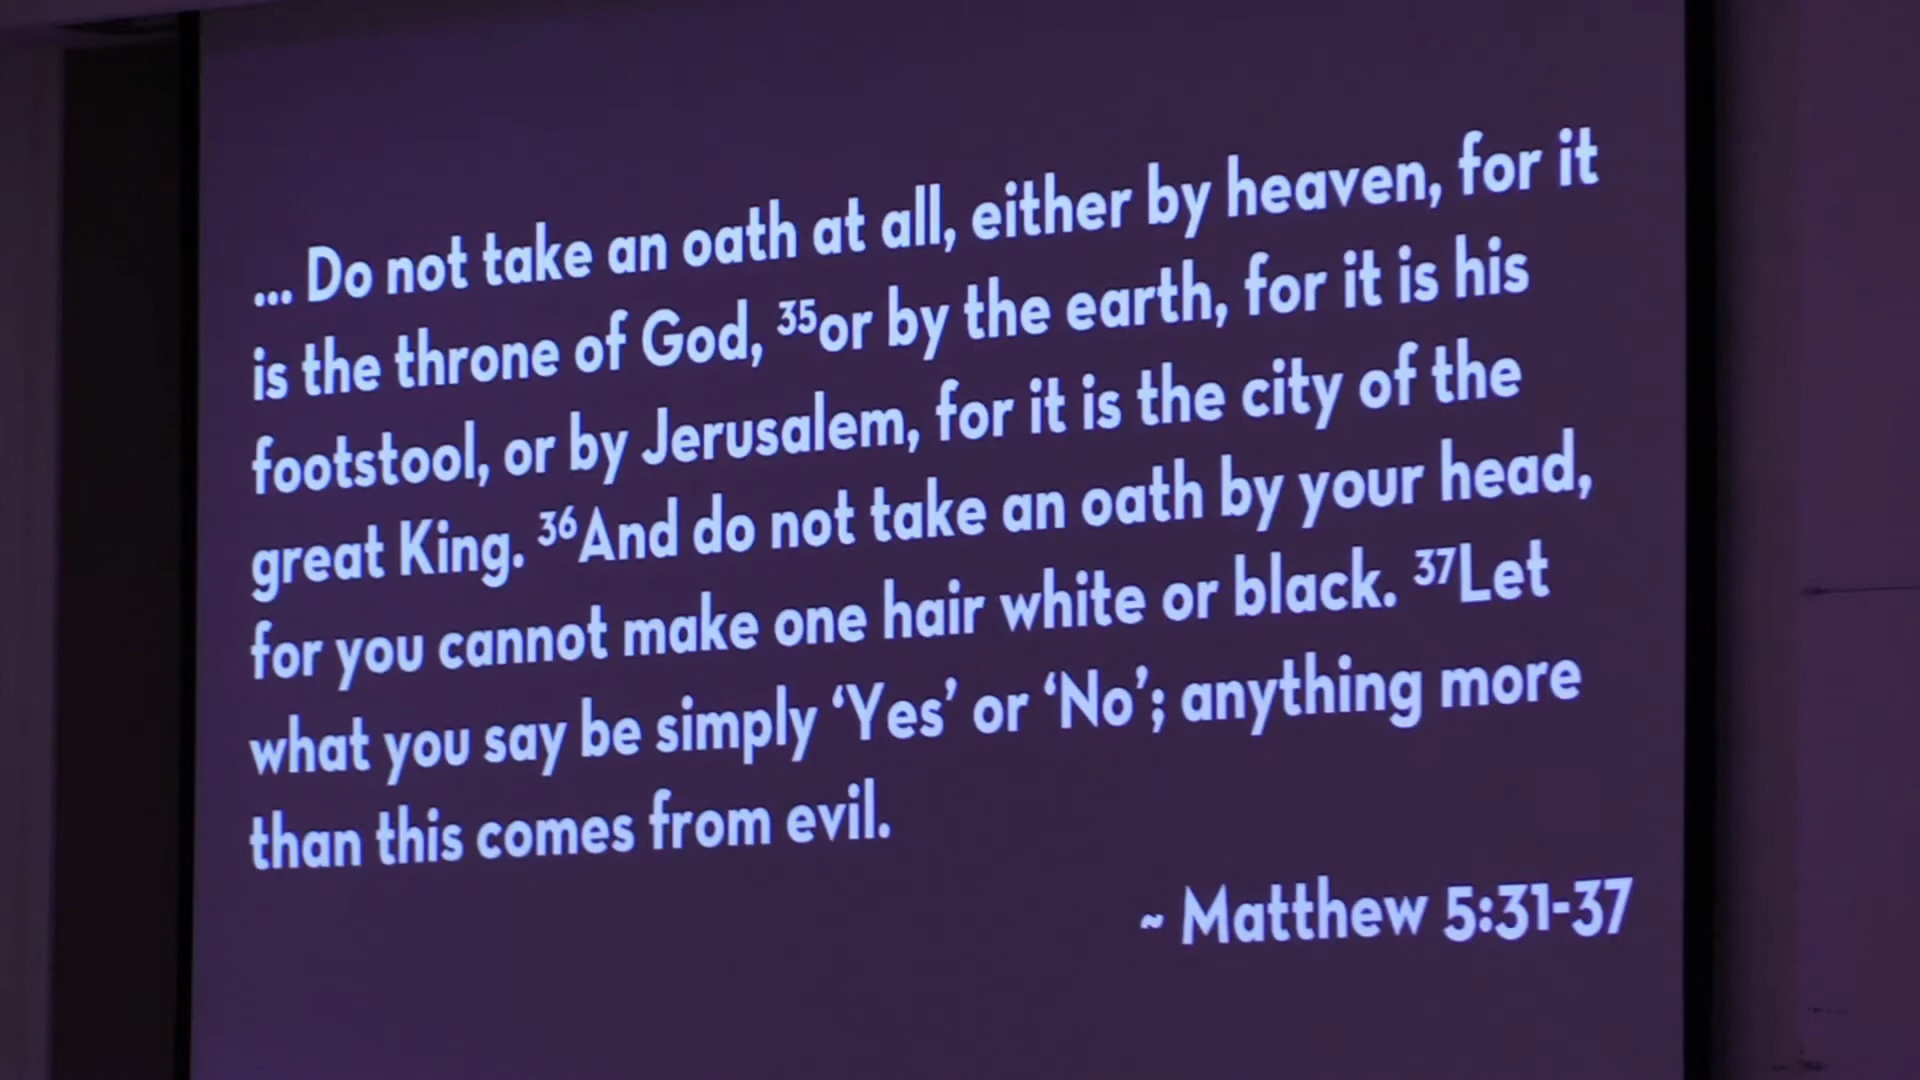 ... Do not take an oath at all, either by heaven, for it
is the throne of God, ³⁵or by the earth, for it is his
footstool, or by Jerusalem, for it is the city of the
great King. ³⁶And do not take an oath by your head,
for you cannot make one hair white or black. ³⁷Let
what you say be simply ‘Yes’ or ‘No’; anything more
than this comes from evil.
~ Matthew 5:31-37